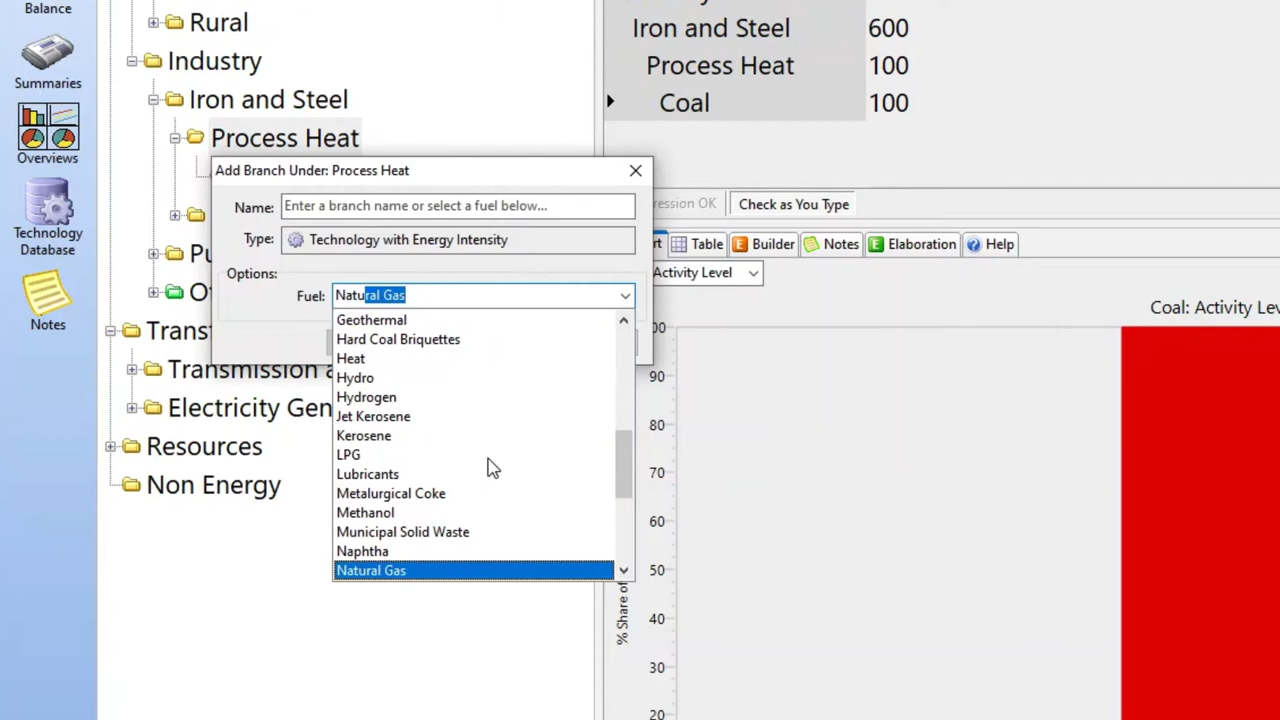 Balance
Summaries
Overviews
Technology
Database
Notes
Rural
Industry
Iron and Steel
Process Heat
Resources
Non Energy
Electricity Gen
Transmission a
Iron and Steel 600
Process Heat 100
Coal 100
Add Branch Under: Process Heat
Name: Enter a branch name or select a fuel below...
Type: Technology with Energy Intensity
Options:
Fuel: Natural Gas
Geothermal
Hard Coal Briquettes
Heat
Hydro
Hydrogen
Jet Kerosene
Kerosene
LPG
Lubricants
Metalurgical Coke
Methanol
Municipal Solid Waste
Naphtha
Natural Gas
ression OK
Check as You Type
rt Table Builder Notes Elaboration Help
Activity Level
Coal: Activity Lev
00
90
80
70
60
50
40
30
20
% Share of